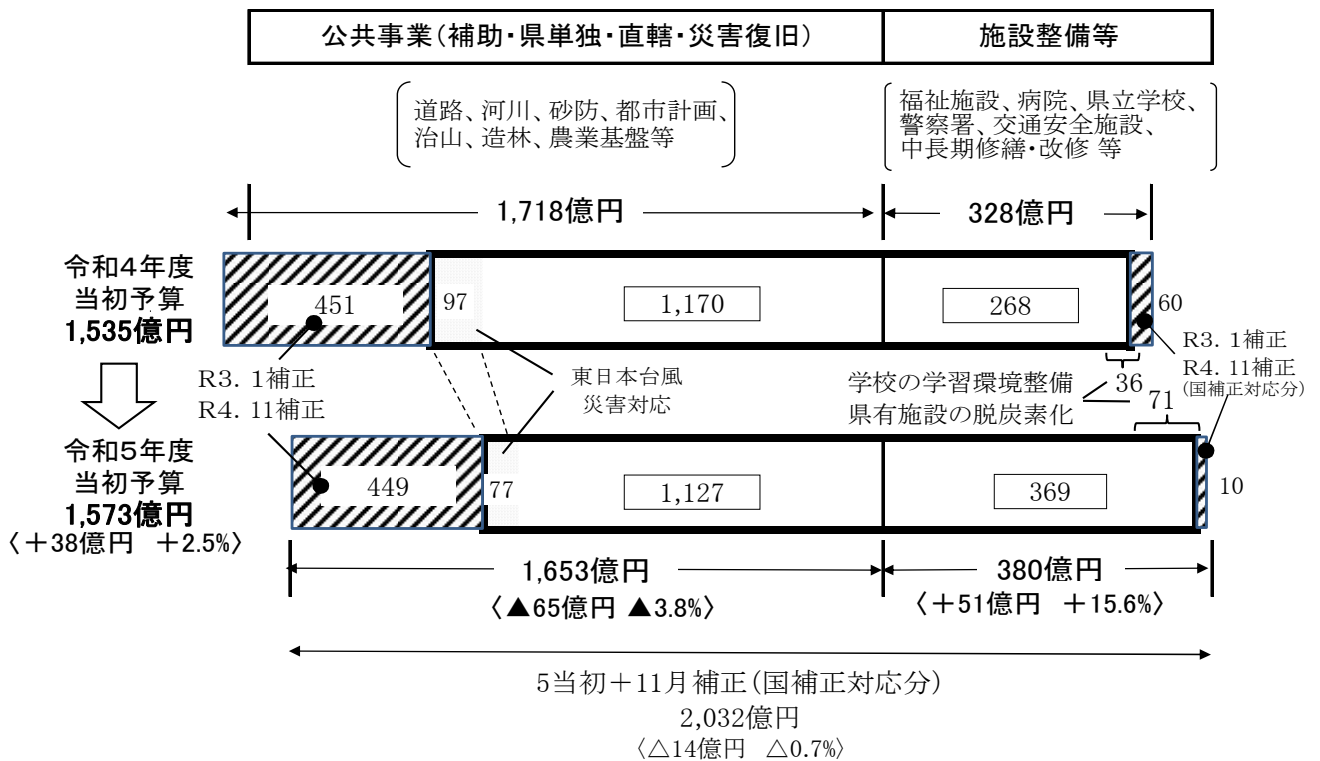 公共事業(補助・県単独・直轄・災害復旧)
施設整備等
道路、河川、砂防、都市計画、
治山、造林、農業基盤等
福祉施設、病院、県立学校、
警察署、交通安全施設、
中長期修繕・改修 等
1,718億円
328億円
令和4年度
当初予算
1,535億円
451
97
1,170
268
60
R3. 1補正
R4. 11補正
(国補正対応分)
R3. 1補正
R4. 11補正
東日本台風
災害対応
学校の学習環境整備
県有施設の脱炭素化
36
71
令和5年度
当初予算
1,573億円
〈+38億円 +2.5%〉
449
77
1,127
369
10
1,653億円
〈▲65億円 ▲3.8%〉
380億円
〈+51億円 +15.6%〉
5当初+11月補正(国補正対応分)
2,032億円
〈△14億円 △0.7%〉